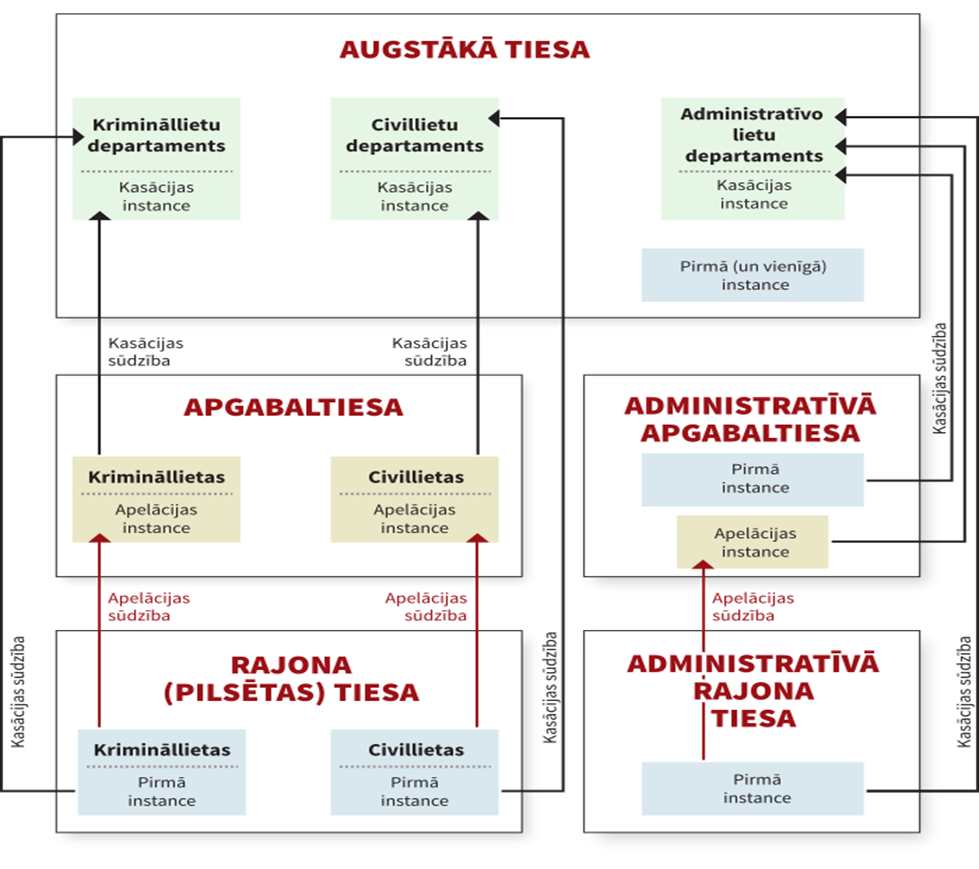 AUGSTĀKĀ TIESA
Krimināllietu
departaments
Kasācijas
instance
Civillietu
departaments
Kasācijas
instance
Administratīvo
lietu
departaments
Kasācijas
instance
Pirmā (un vienīgā)
instance
Kasācijas
sūdzība
Kasācijas
sūdzība
Kasācijas sūdzība
APGABALTIESA
Krimināllietas
Apelācijas
instance
Civillietas
Apelācijas
instance
ADMINISTRATĪVĀ
APGABALTIESA
Pirmā
instance
Apelācijas
instance
Apelācijas
sūdzība
Apelācijas
sūdzība
Apelācijas
sūdzība
Kasācijas sūdzība
RAJONA
(PILSĒTAS) TIESA
Krimināllietas
Pirmā
instance
Civillietas
Pirmā
instance
Kasācijas sūdzība
ADMINISTRATĪVĀ
RAJONA
TIESA
Pirmā
instance
Kasācijas sūdzība